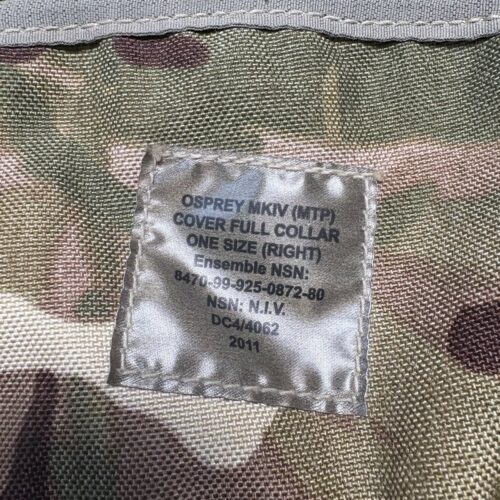 OSPREY MKIV (MTP)
COVER FULL COLLAR
ONE SIZE (RIGHT)
Ensemble NSN:
8470-99-925-0872-80
NSN: N.I.V.
DC4/4062
2011